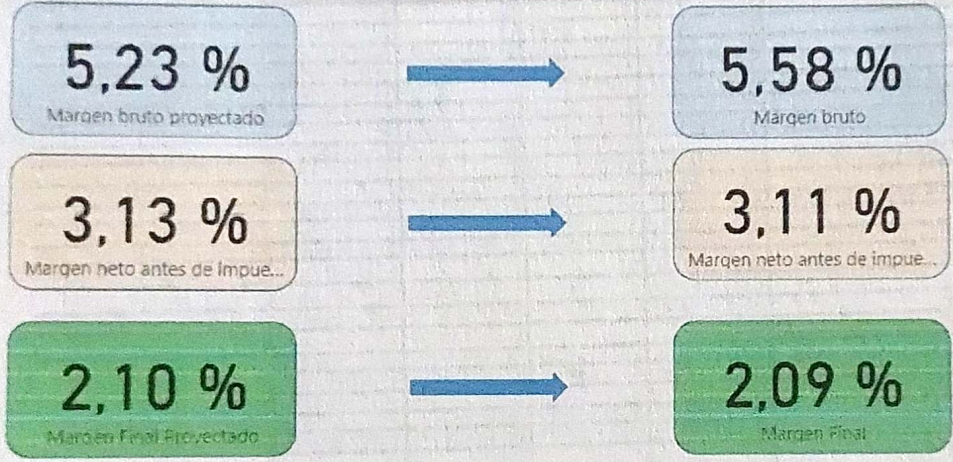 5,23 %
Margen bruto proyectado
5,58 %
Margen bruto
3,13 %
Margen neto antes de impue...
3,11 %
Margen neto antes de impue...
2,10 %
Margen Final Proyectado
2,09 %
Margen Final